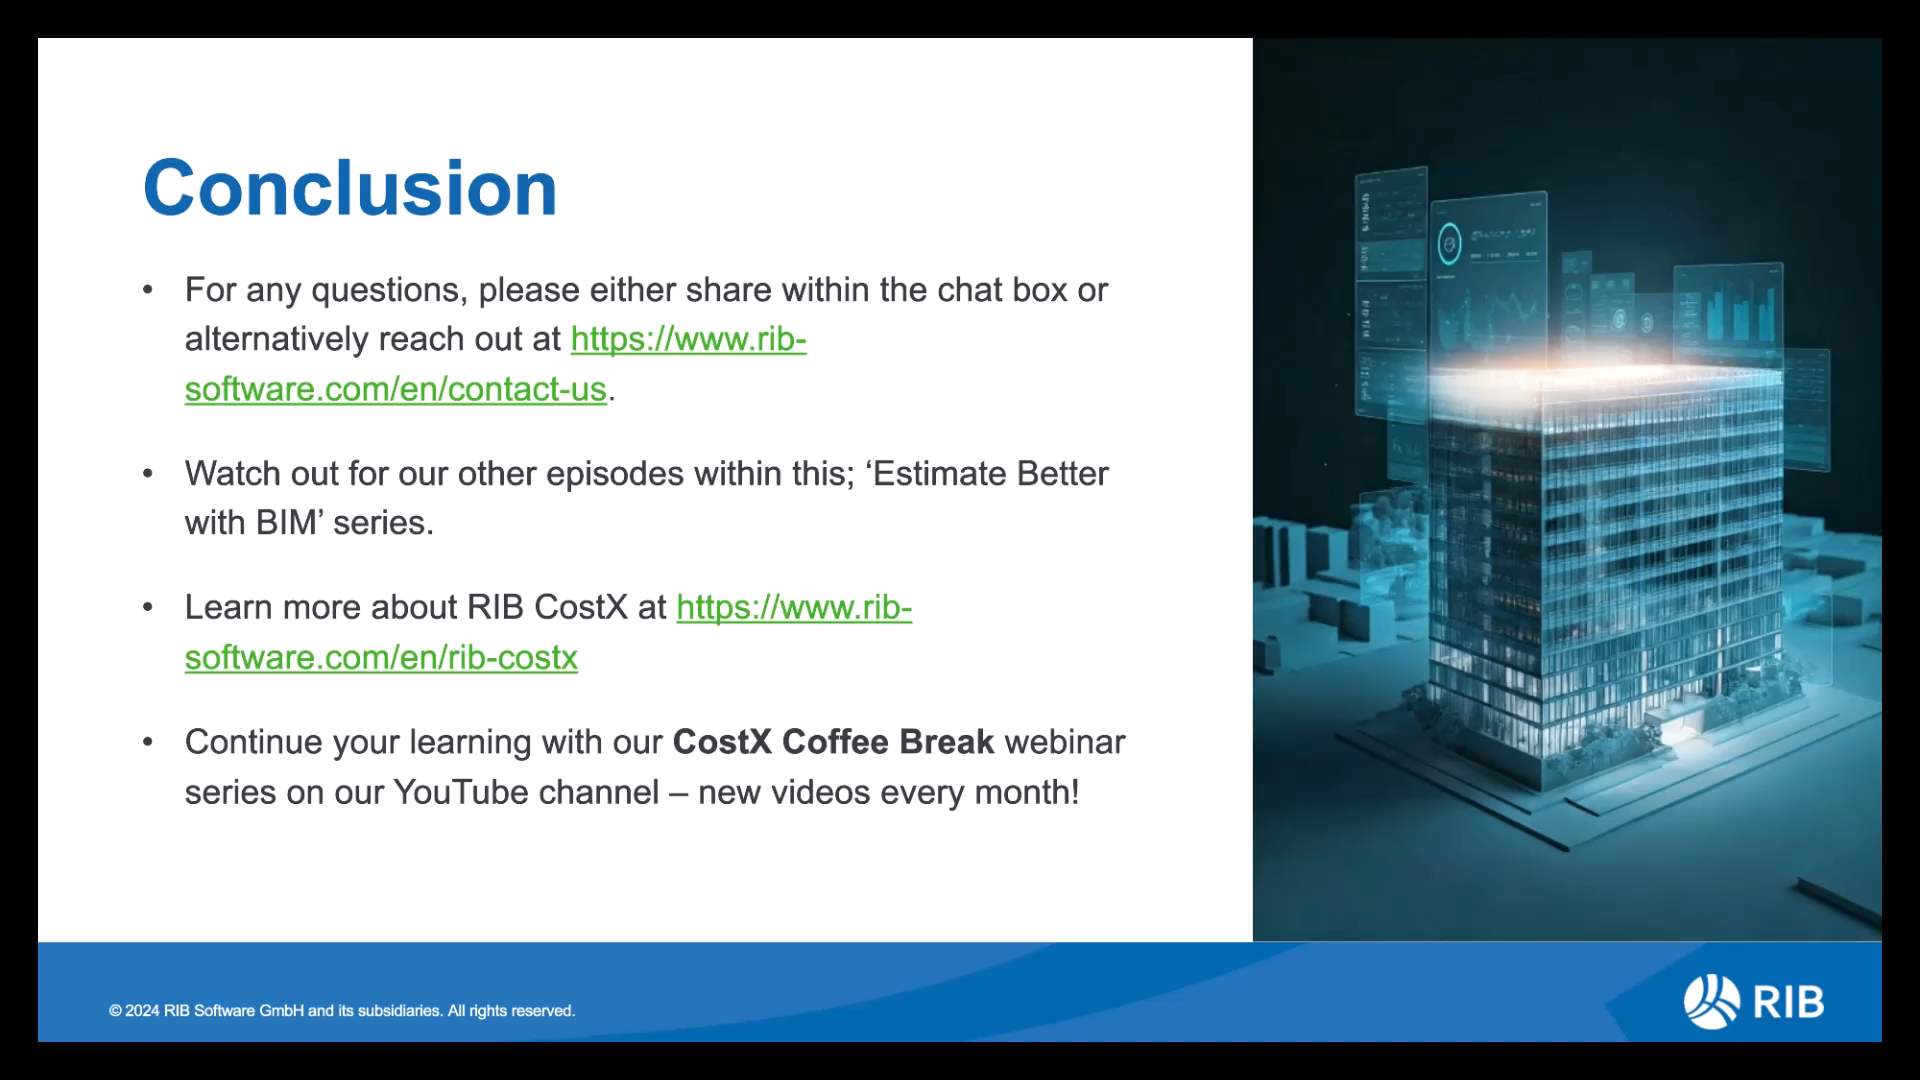 Conclusion
• For any questions, please either share within the chat box or
alternatively reach out at https://www.rib-
software.com/en/contact-us.
• Watch out for our other episodes within this; ‘Estimate Better
with BIM’ series.
• Learn more about RIB CostX at https://www.rib-
software.com/en/rib-costx
• Continue your learning with our CostX Coffee Break webinar
series on our YouTube channel – new videos every month!
© 2024 RIB Software GmbH and its subsidiaries. All rights reserved.
RIB